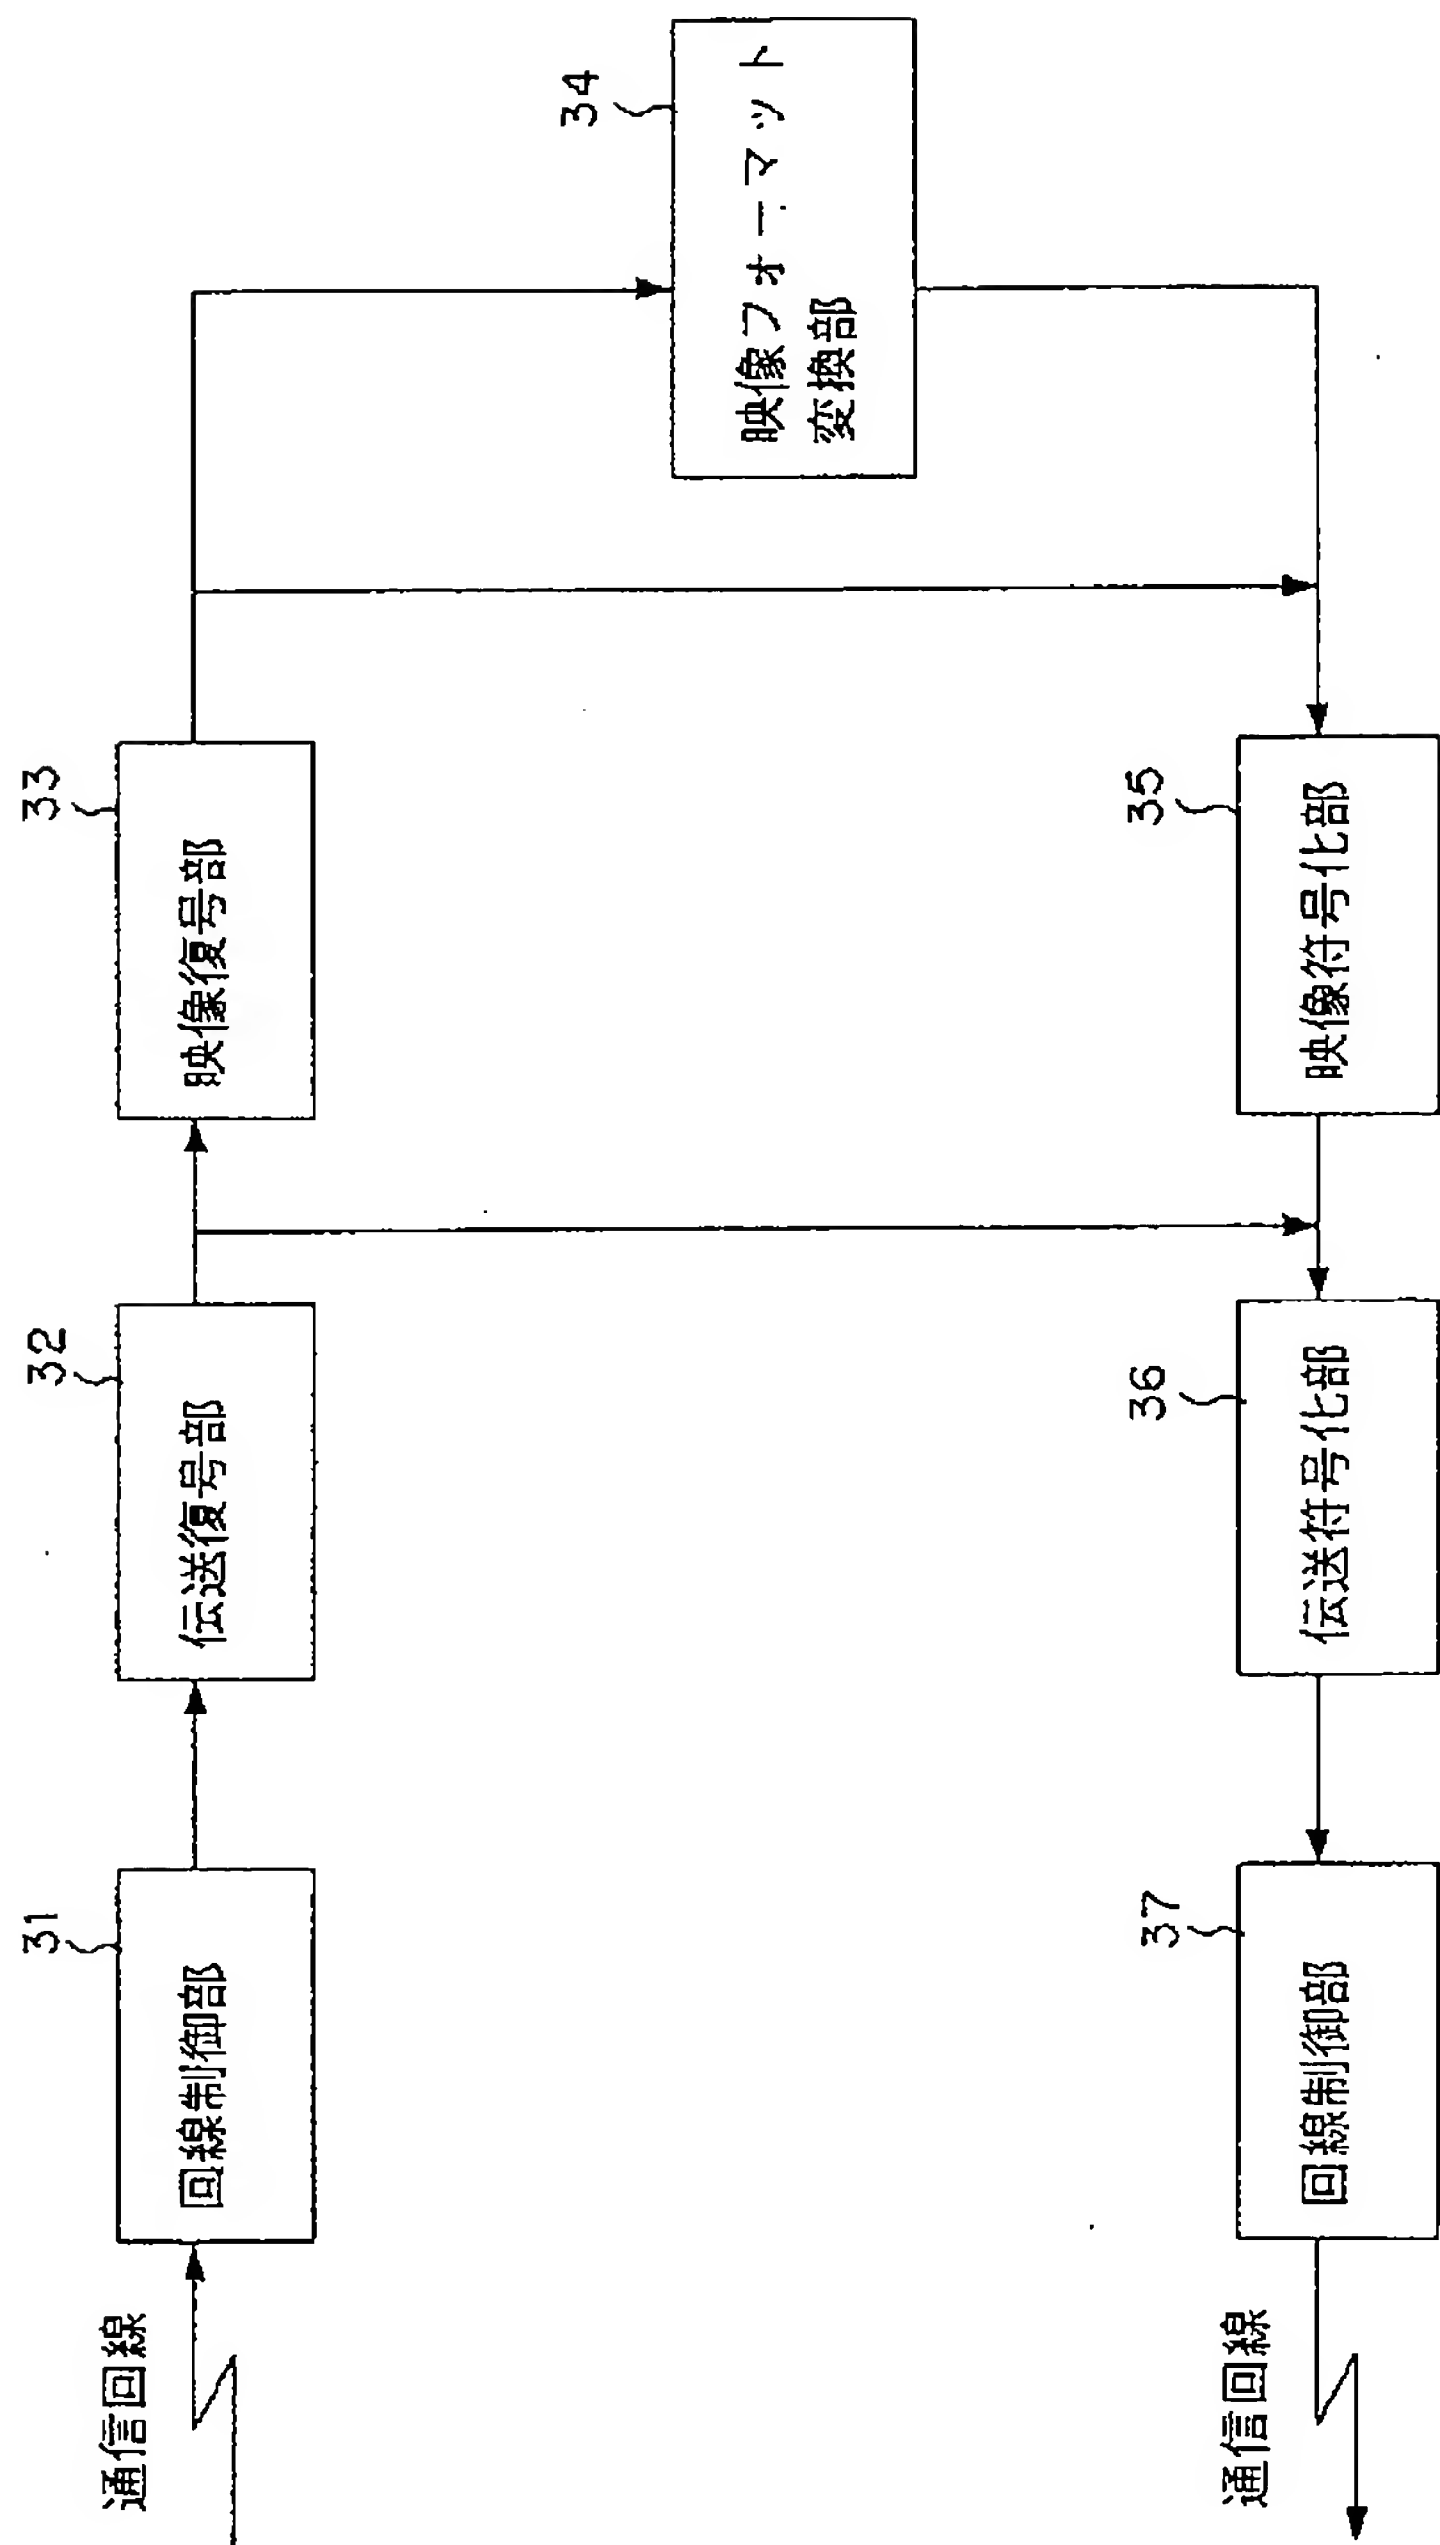 通信回線
31
回線制御部
32
伝送復号部
33
映像復号部
34
映像フォーマット
変換部
35
映像符号化部
36
伝送符号化部
37
回線制御部
通信回線